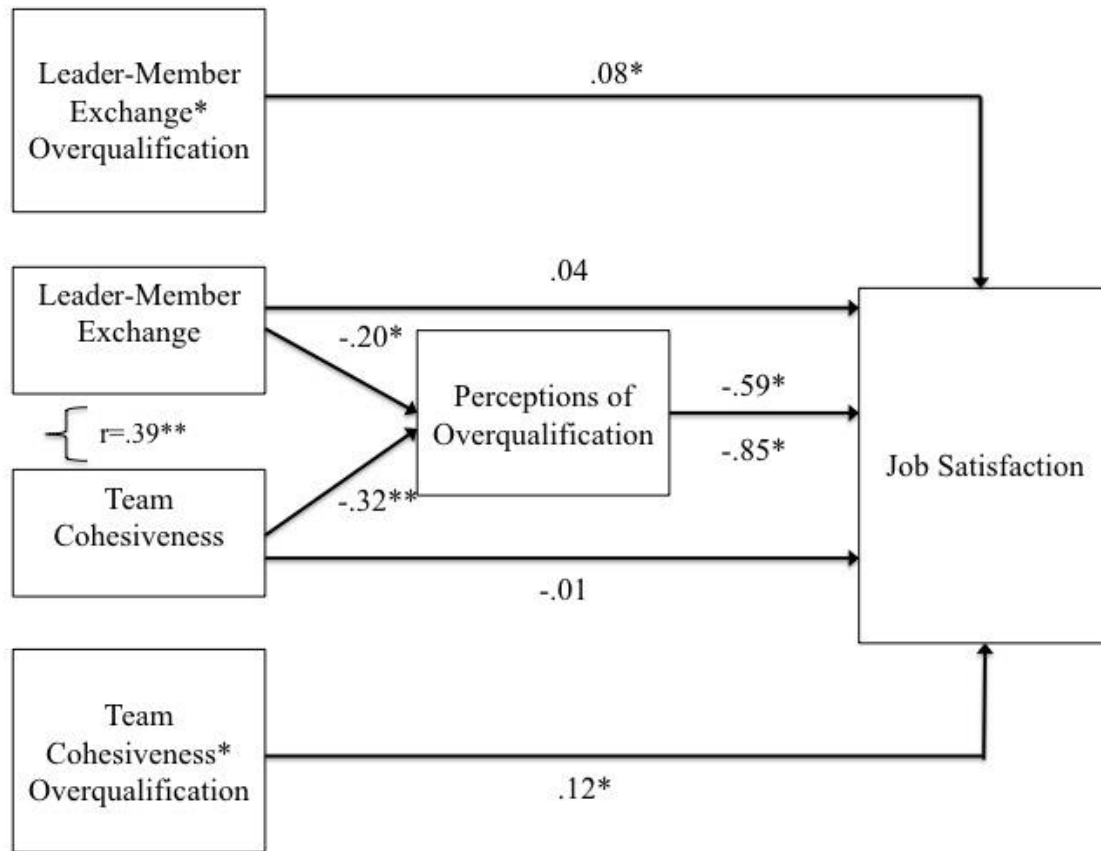 Leader-Member
Exchange*
Overqualification
.08*
Leader-Member
Exchange
.04
-.20*
r=.39**
Perceptions of
Overqualification
-.59*
-.85*
Job Satisfaction
Team
Cohesiveness
-.32**
-.01
Team
Cohesiveness*
Overqualification
.12*